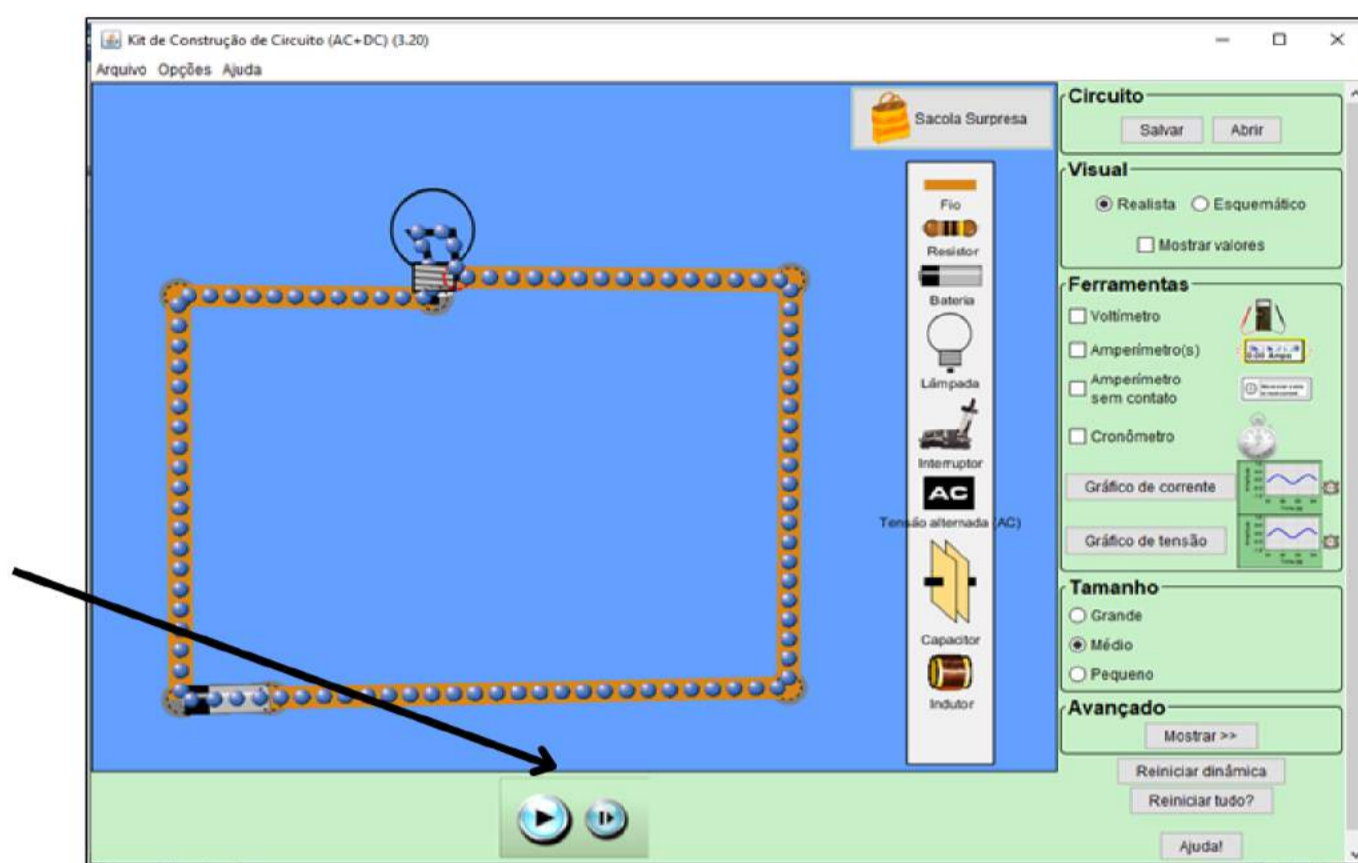 Kit de Construção de Circuito (AC+DC) (3.20)
Arquivo Opções Ajuda
Sacola Surpresa
Fio
Resistor
Bateria
Lâmpada
Interruptor
AC
Tensão alternada (AC)
Capacitor
Indutor
Circuito
Salvar Abrir
Visual
Realista Esquemático
Mostrar valores
Ferramentas
Voltímetro
Amperímetro(s)
Amperímetro
sem contato
Cronômetro
Gráfico de corrente
Gráfico de tensão
Tamanho
Grande
Médio
Pequeno
Avançado
Mostrar >>
Reiniciar dinâmica
Reiniciar tudo?
Ajuda!